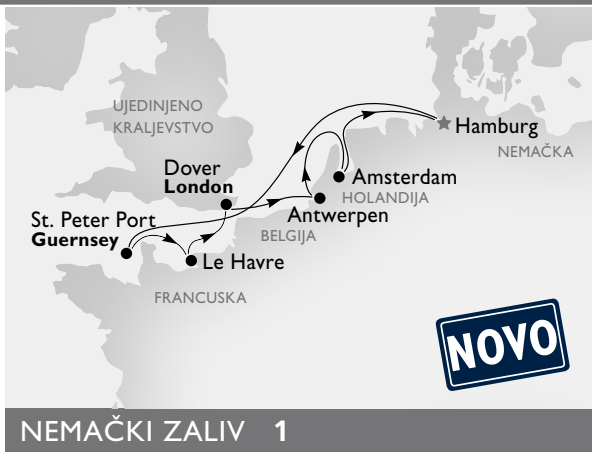 UJEDINJENO
KRALJEVSTVO
Hamburg
NEMAČKA
Dover
London
Amsterdam
HOLANDIJA
St. Peter Port
Guernsey
Antwerpen
BELGIJA
Le Havre
FRANCUSKA
NOVO
NEMAČKI ZALIV 1